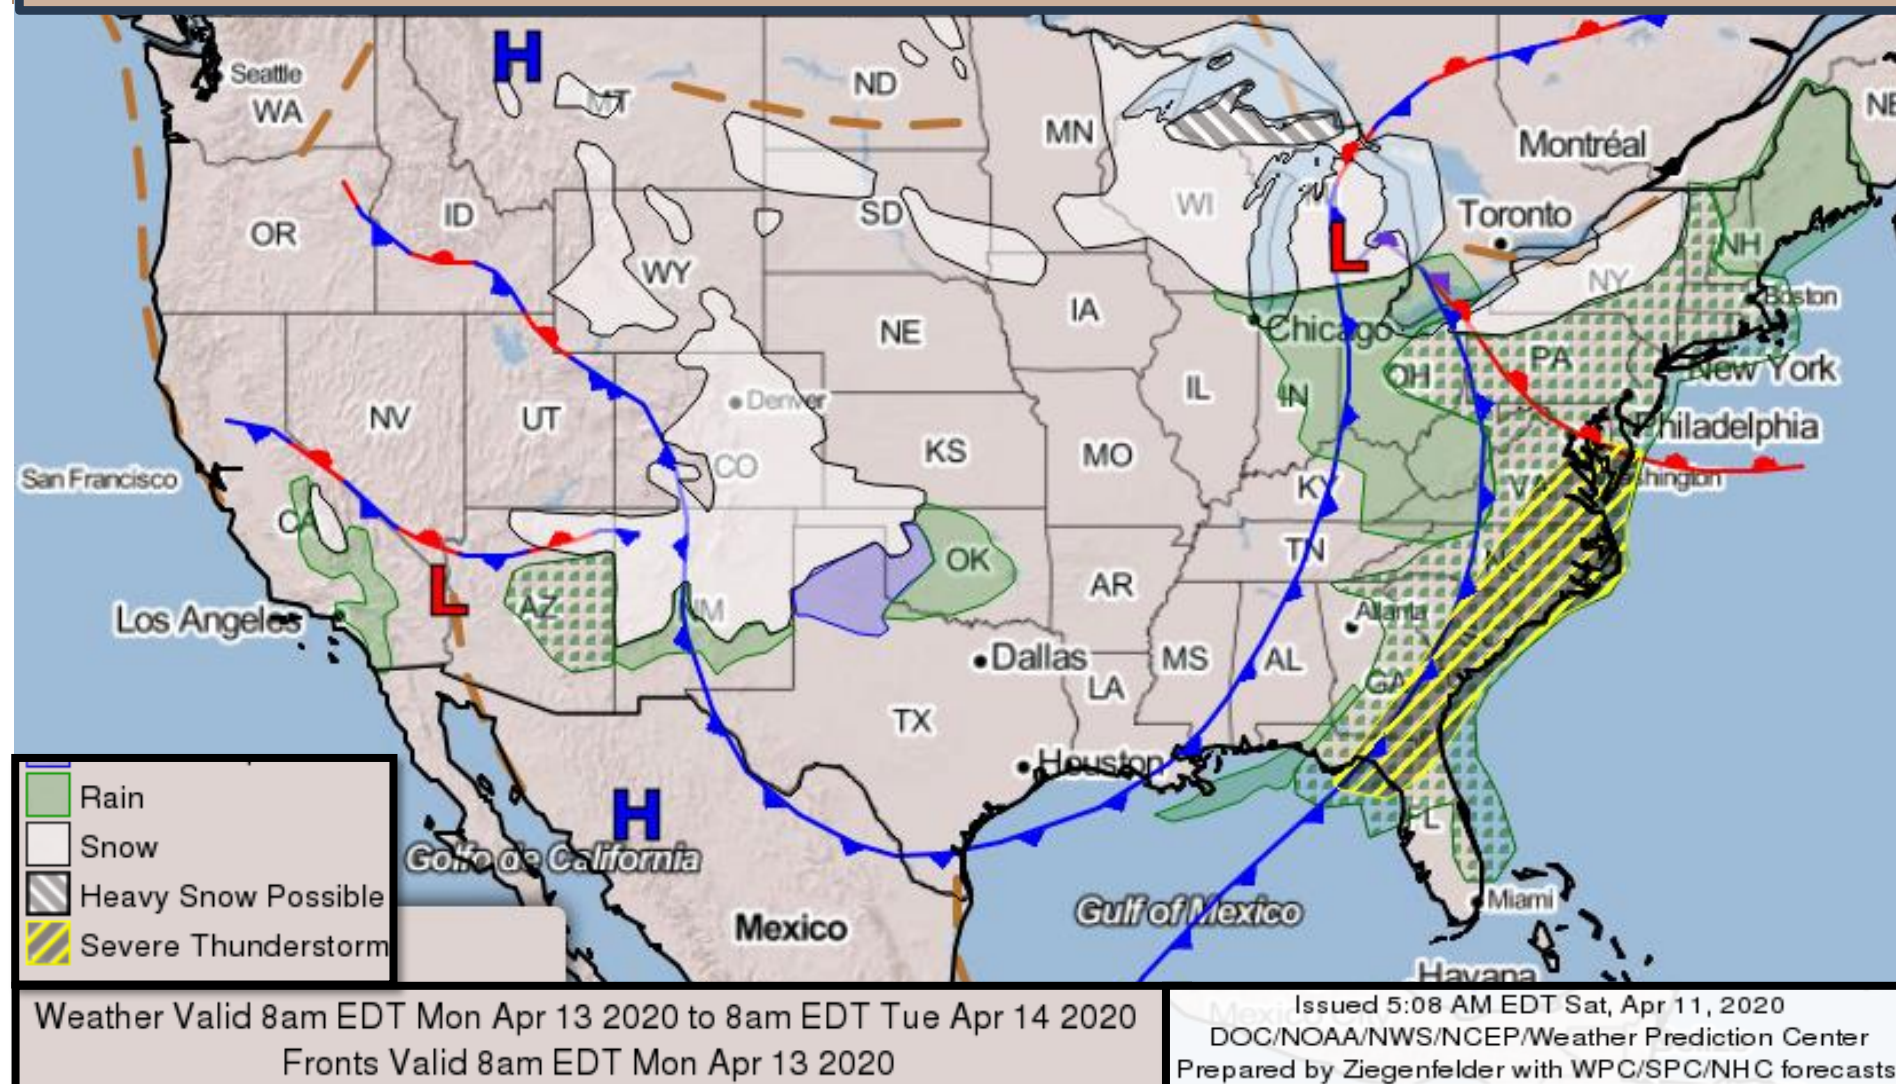 H
ND
Seattle
WA
MT
MN
Montréal
OR
ID
WI
SD
Toronto
L
NH
WY
NY
Boston
IA
NE
Chicago
PA
New York
NV
UT
Denver
IL
IN
OH
Philadelphia
CO
KS
MO
San Francisco
KY
VA
CA
OK
TN
NC
AZ
AR
L
Los Angeles
Atlanta
Dallas
MS
AL
GA
LA
TX
Houston
H
FL
Golfo de California
Miami
Mexico
Gulf of Mexico
Havana
Rain
Snow
Heavy Snow Possible
Severe Thunderstorm
Weather Valid 8am EDT Mon Apr 13 2020 to 8am EDT Tue Apr 14 2020
Fronts Valid 8am EDT Mon Apr 13 2020
Mexico City
Issued 5:08 AM EDT Sat, Apr 11, 2020
DOC/NOAA/NWS/NCEP/Weather Prediction Center
Prepared by Ziegenfelder with WPC/SPC/NHC forecasts